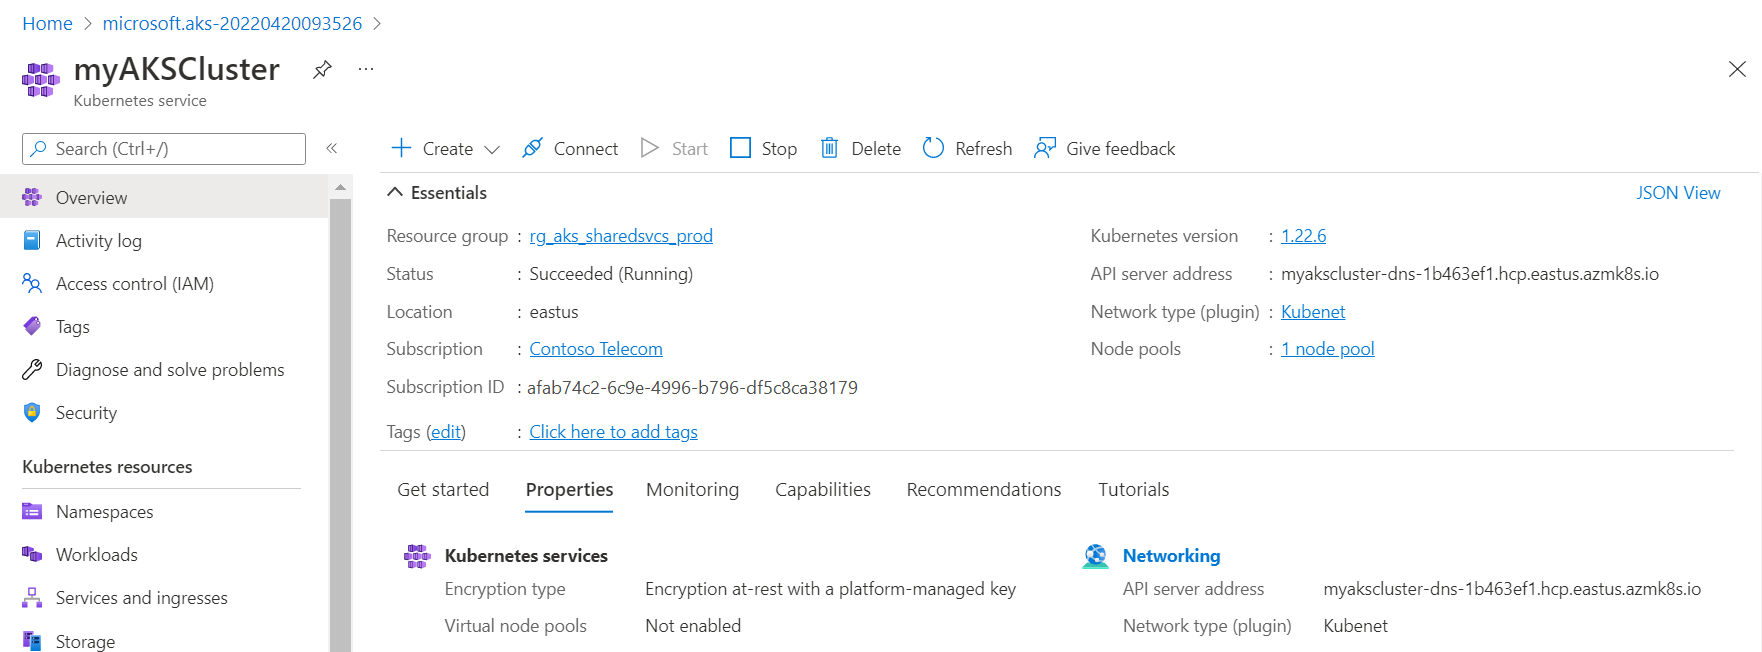 Home > microsoft.aks-20220420093526 >
myAKSCluster ...
Kubernetes service
Search (Ctrl+/) «
Create Connect Start Stop Delete Refresh Give feedback
Overview
Activity log
Access control (IAM)
Tags
Diagnose and solve problems
Security
Kubernetes resources
Namespaces
Workloads
Services and ingresses
Storage
Essentials
JSON View
Resource group : rg_aks_sharedsvcs_prod
Status : Succeeded (Running)
Location : eastus
Subscription : Contoso Telecom
Subscription ID : afab74c2-6c9e-4996-b796-df5c8ca38179
Tags (edit) : Click here to add tags
Kubernetes version : 1.22.6
API server address : myakscluster-dns-1b463ef1.hcp.eastus.azmk8s.io
Network type (plugin) : Kubenet
Node pools : 1 node pool
Get started Properties Monitoring Capabilities Recommendations Tutorials
Kubernetes services
Encryption type Encryption at-rest with a platform-managed key
Virtual node pools Not enabled
Networking
API server address myakscluster-dns-1b463ef1.hcp.eastus.azmk8s.io
Network type (plugin) Kubenet